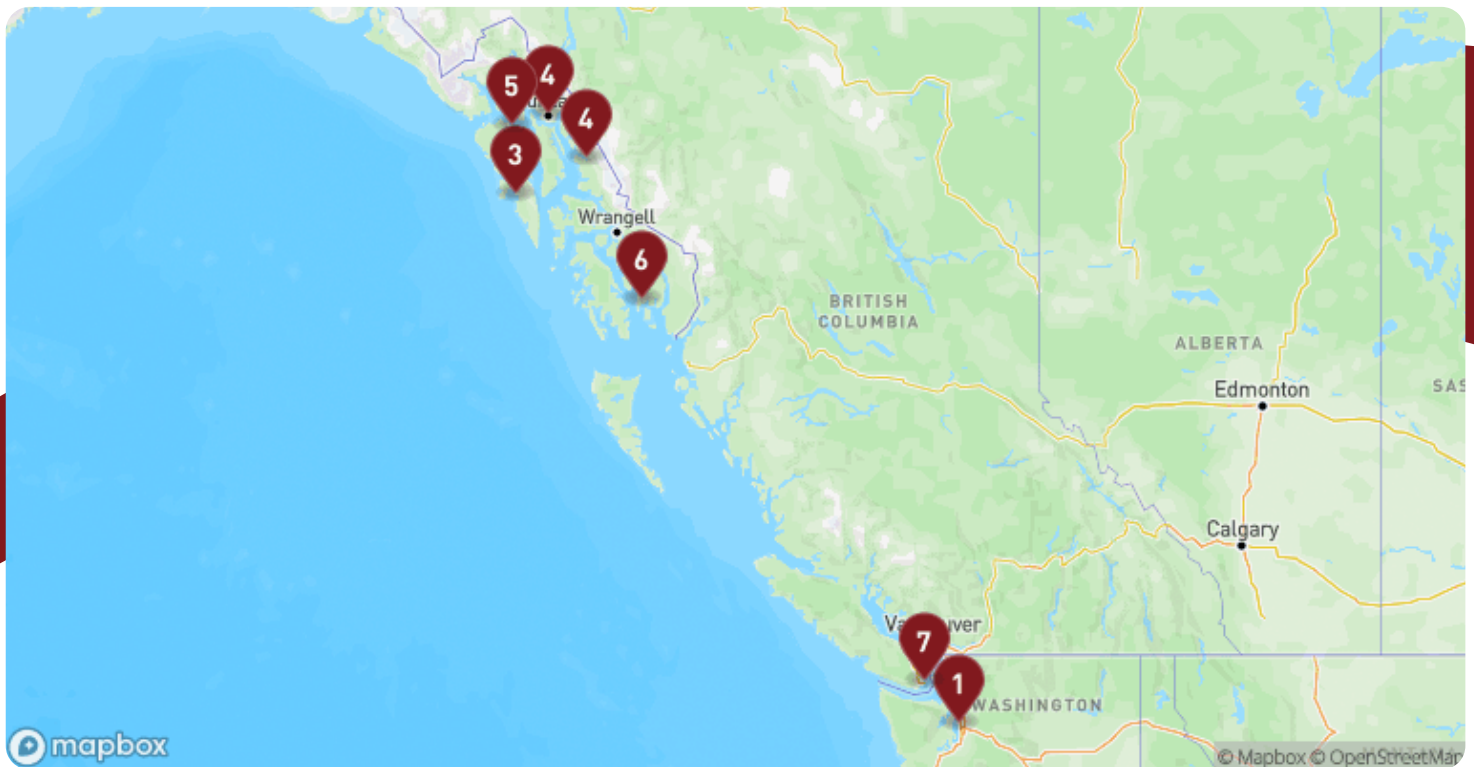 5
4
4
3
Wrangell
6
BRITISH
COLUMBIA
ALBERTA
Edmonton
Calgary
7
1
WASHINGTON
mapbox
© Mapbox © OpenStreetMap